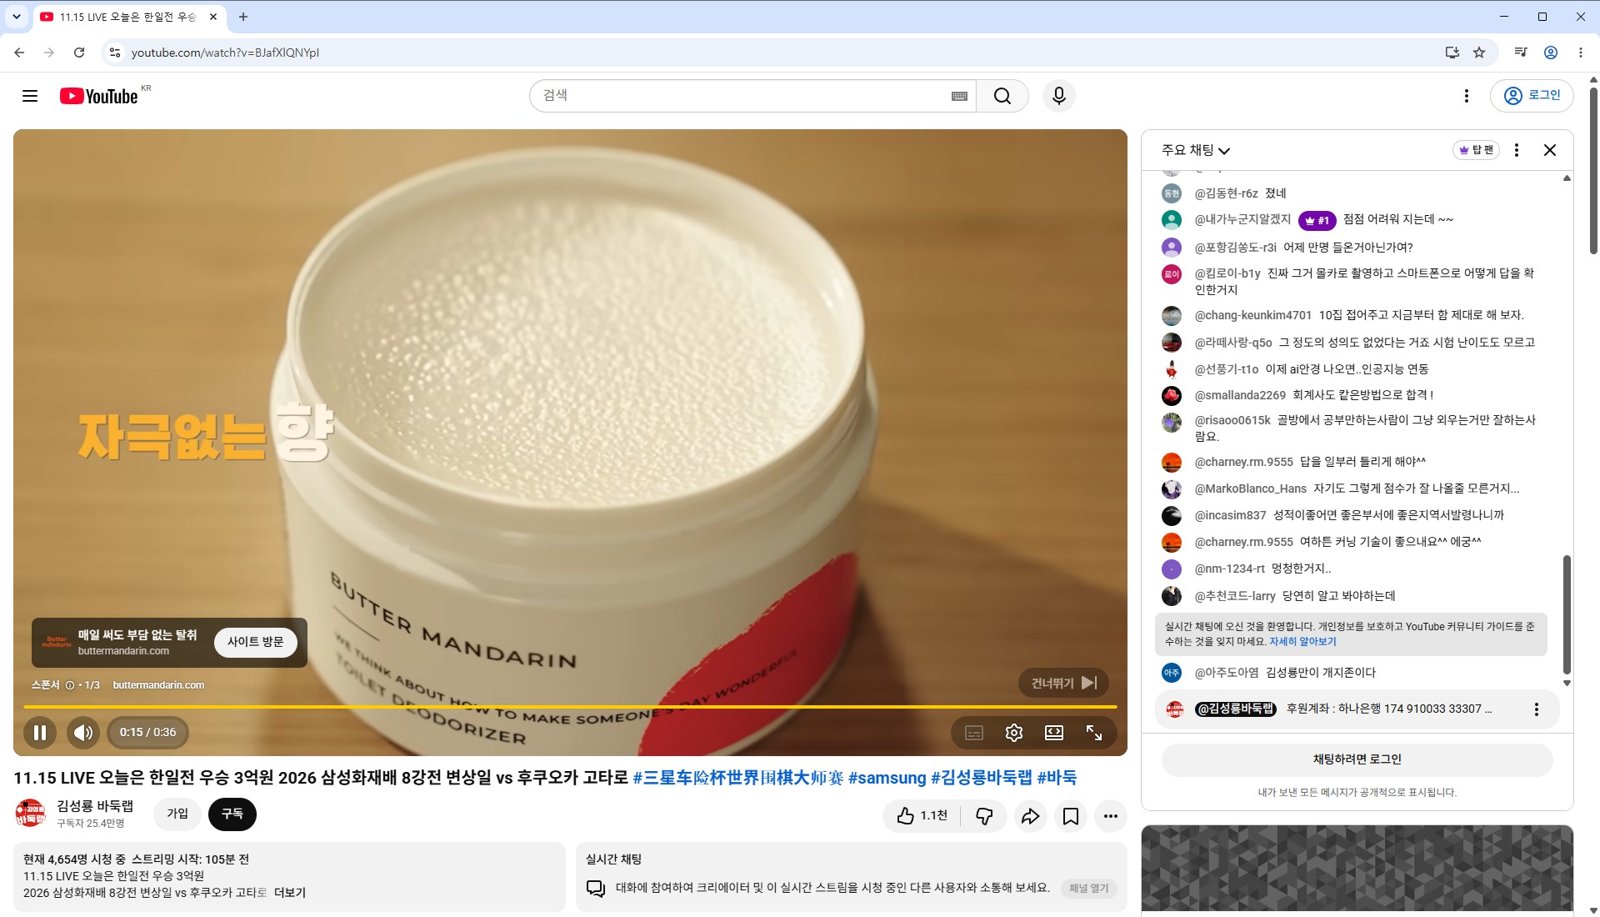 11.15 LIVE 오늘은 한일전 우승
youtube.com/watch?v=BJafXlQNYpI
YouTube KR
검색
로그인
자극없는 향
BUTTER MANDARIN
WE THINK ABOUT HOW TO MAKE SOMEONE'S DAY WONDERFUL
TOILET DEODORIZER
Butter mandarin
매일 써도 부담 없는 탈취
buttermandarin.com
사이트 방문
스폰서 • 1/3 buttermandarin.com
건너뛰기
0:15 / 0:36
11.15 LIVE 오늘은 한일전 우승 3억원 2026 삼성화재배 8강전 변상일 vs 후쿠오카 고타로 #三星车险杯世界围棋大师赛 #samsung #김성룡바둑랩 #바둑
김성룡 바둑랩
구독자 25.4만명
가입
구독
1.1천
현재 4,654명 시청 중 스트리밍 시작: 105분 전
11.15 LIVE 오늘은 한일전 우승 3억원
2026 삼성화재배 8강전 변상일 vs 후쿠오카 고타로 더보기
실시간 채팅
대화에 참여하여 크리에이터 및 이 실시간 스트림을 시청 중인 다른 사용자와 소통해 보세요.
패널 열기
주요 채팅
탑 팬
동현 @김동현-r6z 졌네
@내가누군지알겠지 #1 점점 어려워 지는데 ~~
@포항김쏭도-r3i 어제 만명 들온거아닌가여?
로이 @킴로이-b1y 진짜 그거 몰카로 촬영하고 스마트폰으로 어떻게 답을 확
인한거지
@chang-keunkim4701 10집 접어주고 지금부터 함 제대로 해 보자.
@라떼사랑-q5o 그 정도의 성의도 없었다는 거죠 시험 난이도도 모르고
@선풍기-t1o 이제 ai안경 나오면..인공지능 연동
@smallanda2269 회계사도 칻은방법으로 합격 !
@risaoo0615k 골방에서 공부만하는사람이 그냥 외우는거만 잘하는사
람요.
@charney.rm.9555 답을 일부러 틀리게 해야^^
@MarkoBlanco_Hans 자기도 그렇게 점수가 잘 나올줄 모른거지...
@incasim837 성적이좋어면 좋은부서에 좋은지역서발령나니까
@charney.rm.9555 여하튼 커닝 기술이 좋으내요^^ 에궁^^
@nm-1234-rt 멍청한거지..
@추천코드-larry 당연히 알고 봐야하는데
실시간 채팅에 오신 것을 환영합니다. 개인정보를 보호하고 YouTube 커뮤니티 가이드를 준
수하는 것을 잊지 마세요. 자세히 알아보기
아주 @아주도아염 김성룡만이 개지존이다
@김성룡바둑랩 후원계좌 : 하나은행 174 910033 33307 ...
채팅하려면 로그인
내가 보낸 모든 메시지가 공개적으로 표시됩니다.